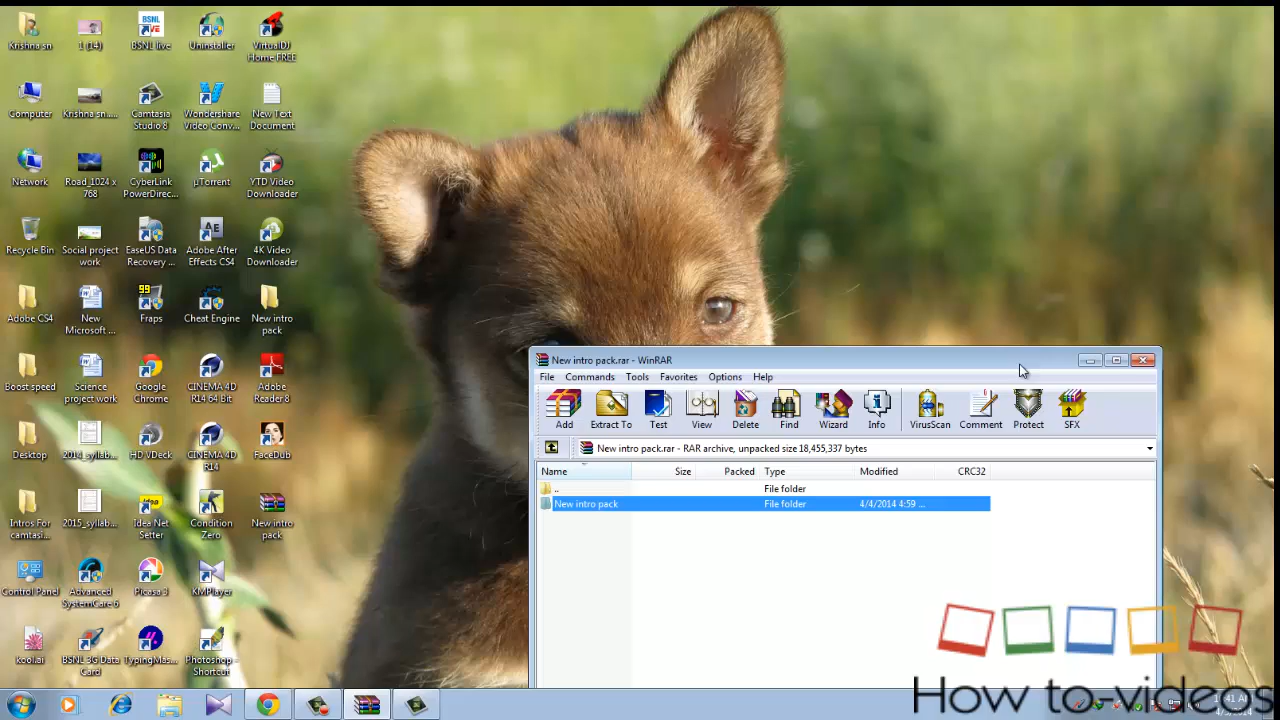 Krishna sn
1 (14)
BSNL live
Uninstaller
VirtualDJ
Home FREE
Computer
Krishna sn....
Camtasia
Studio 8
Wondershare
Video Conv...
New Text
Document
Network
Road_1024 x
768
CyberLink
PowerDirec...
µTorrent
YTD Video
Downloader
Recycle Bin
Social project
work
EaseUS Data
Recovery ...
Adobe After
Effects CS4
4K Video
Downloader
Adobe CS4
New
Microsoft ...
Fraps
Cheat Engine
New intro
pack
Boost speed
Science
project work
Google
Chrome
CINEMA 4D
R14 64 Bit
Adobe
Reader 8
Desktop
2014_syllab...
HD VDeck
CINEMA 4D
R14
FaceDub
Intros For
camtasi...
2015_syllab...
Idea Net
Setter
Condition
Zero
New intro
pack
Control Panel
Advanced
SystemCare 6
Picasa 3
KMPlayer
BSNL 3G Data
Card
TypingMas...
Photoshop -
Shortcut
New intro pack.rar - WinRAR
File Commands Tools Favorites Options Help
Add Extract To Test View Delete Find Wizard Info VirusScan Comment Protect SFX
New intro pack.rar - RAR archive, unpacked size 18,455,337 bytes
Name Size Packed Type Modified CRC32
.. File folder
New intro pack File folder 4/4/2014 4:59 ...
How to-videos